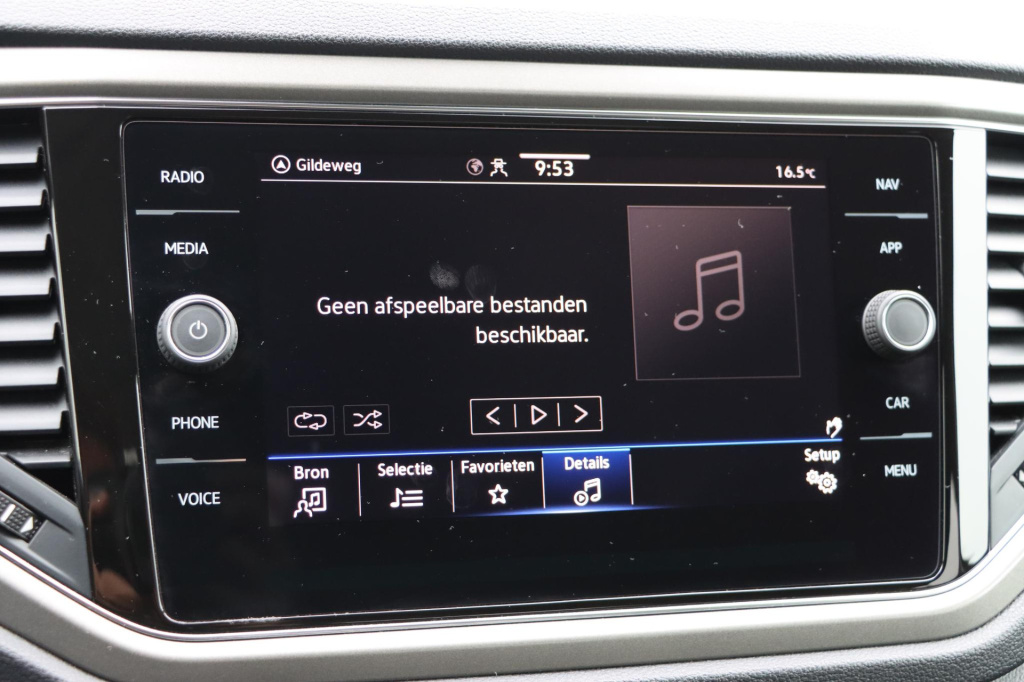 RADIO
MEDIA
PHONE
VOICE
Gildeweg
9:53
16.5°C
Geen afspeelbare bestanden
beschikbaar.
Bron
Selectie
Favorieten
Details
Setup
NAV
APP
CAR
MENU